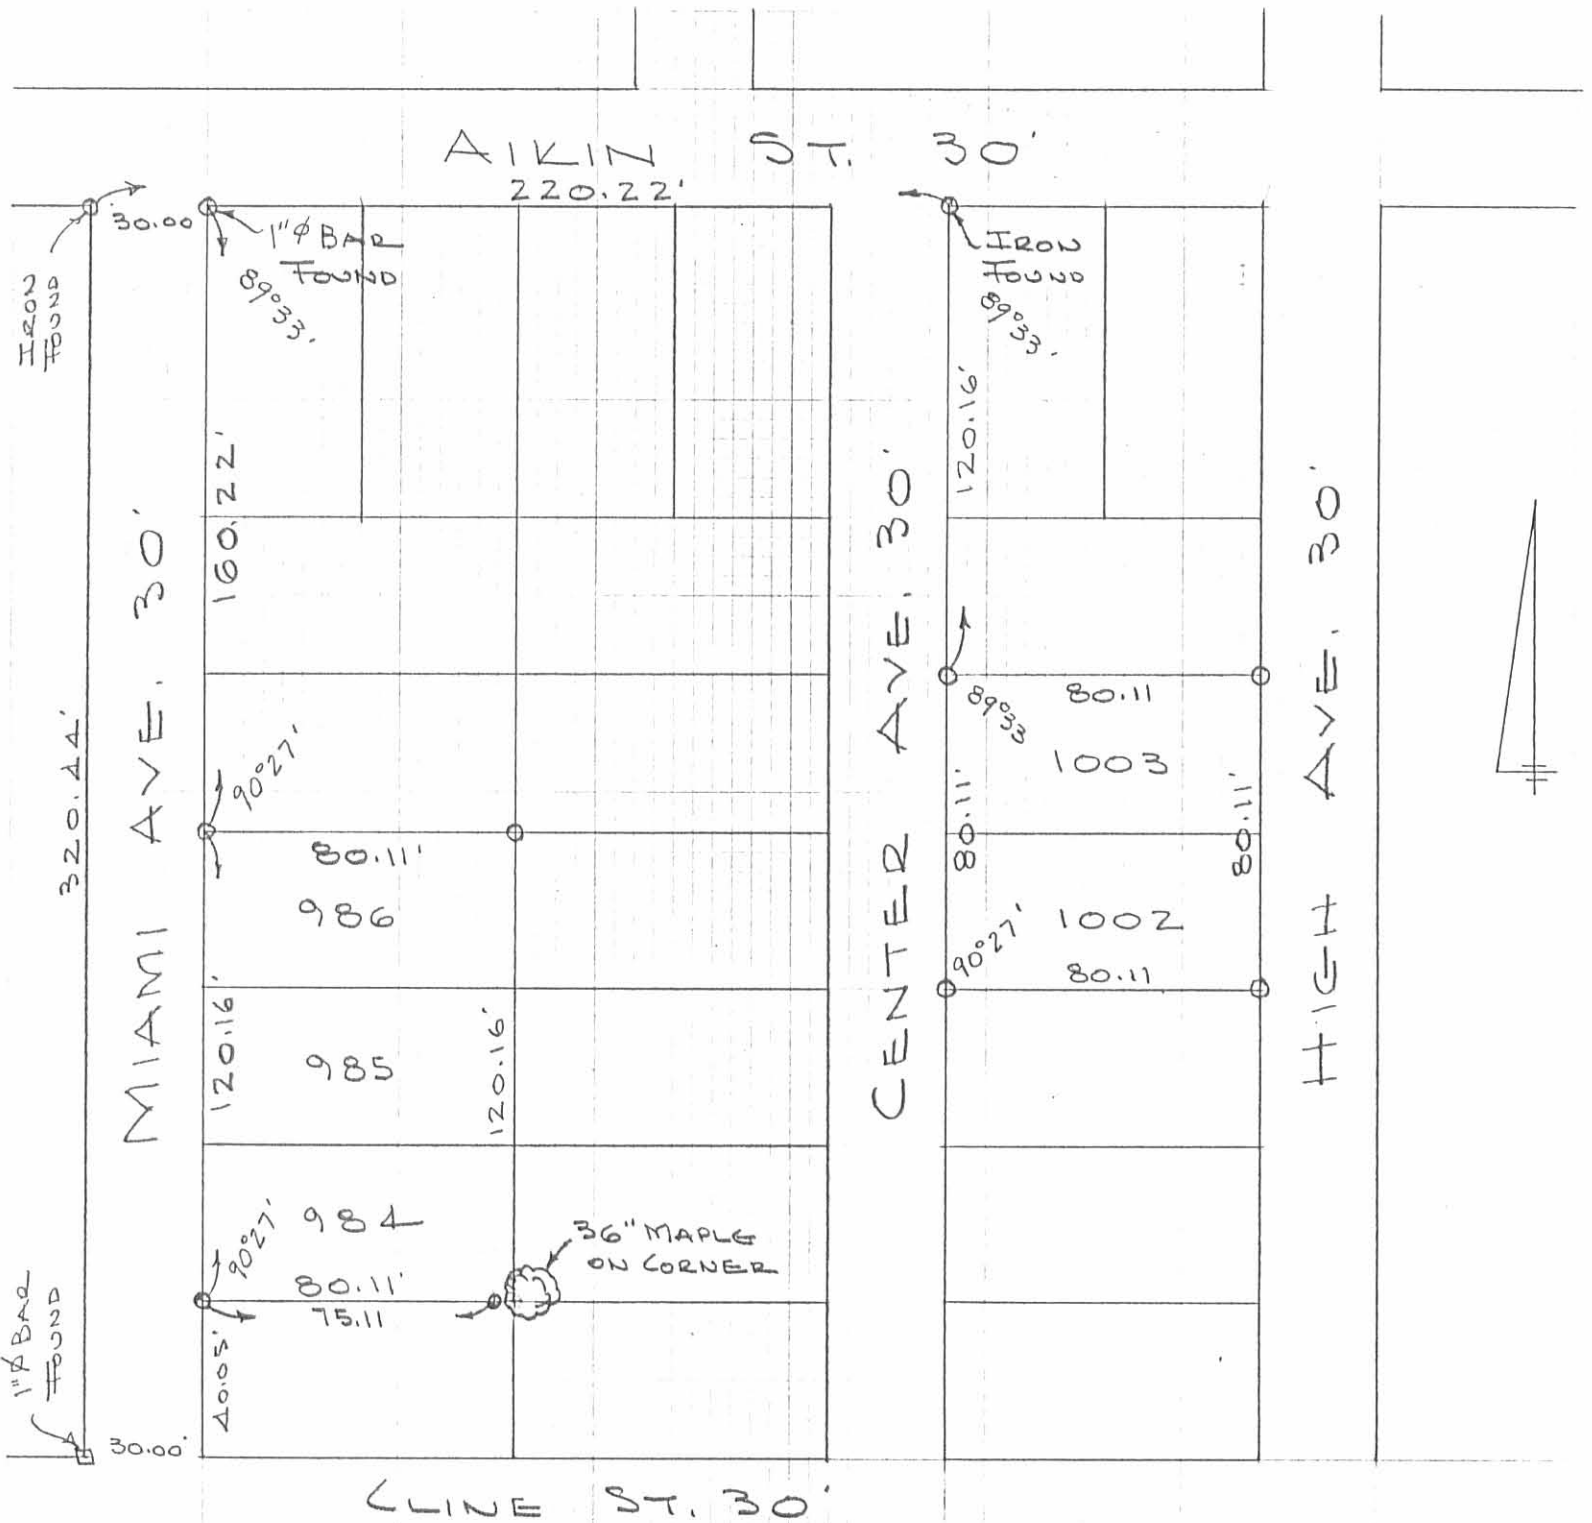 AIKIN ST. 30'
220.22'
30.00
1"ϕ BAR
FOUND
89°33'
IRON
FOUND
IRON
FOUND
89°33'
120.16'
160.22'
MIAMI AVE. 30'
320.44'
CENTER AVE. 30'
HIGH AVE. 30'
80.11
89°33
1003
80.11'
80.11'
90°27'
80.11'
986
1002
90°27'
80.11
120.16'
985
120.16'
984
90°27'
80.11'
75.11
36" MAPLE
ON CORNER
40.05'
1"ϕ BAR
FOUND
30.00'
CLINE ST. 30'